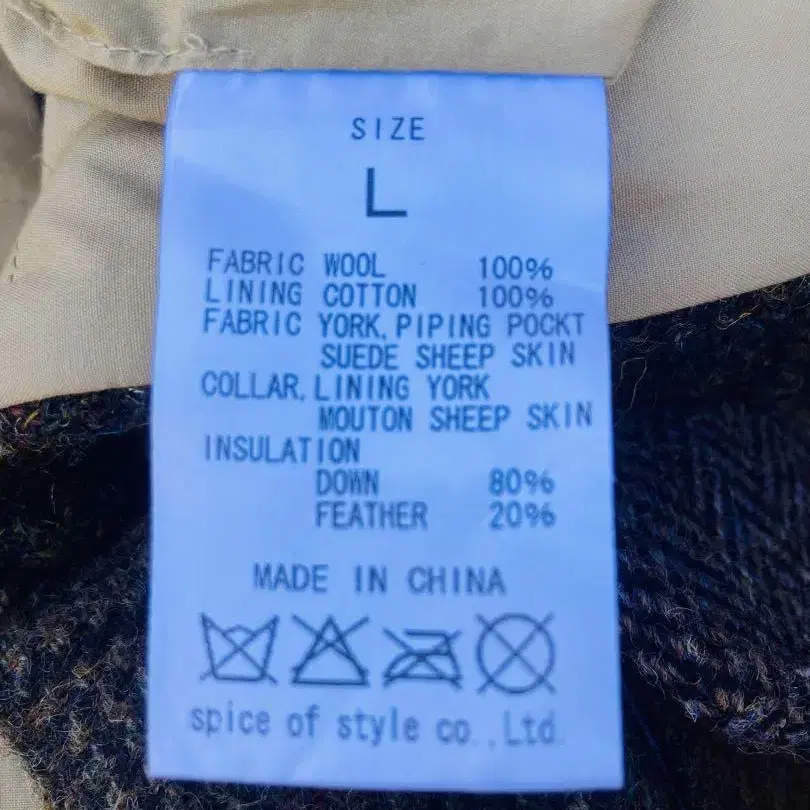 SIZE
L
FABRIC WOOL 100%
LINING COTTON 100%
FABRIC YORK, PIPING POCKT
SUEDE SHEEP SKIN
COLLAR, LINING YORK
MOUTON SHEEP SKIN
INSULATION
DOWN 80%
FEATHER 20%
MADE IN CHINA
spice of style co., Ltd.